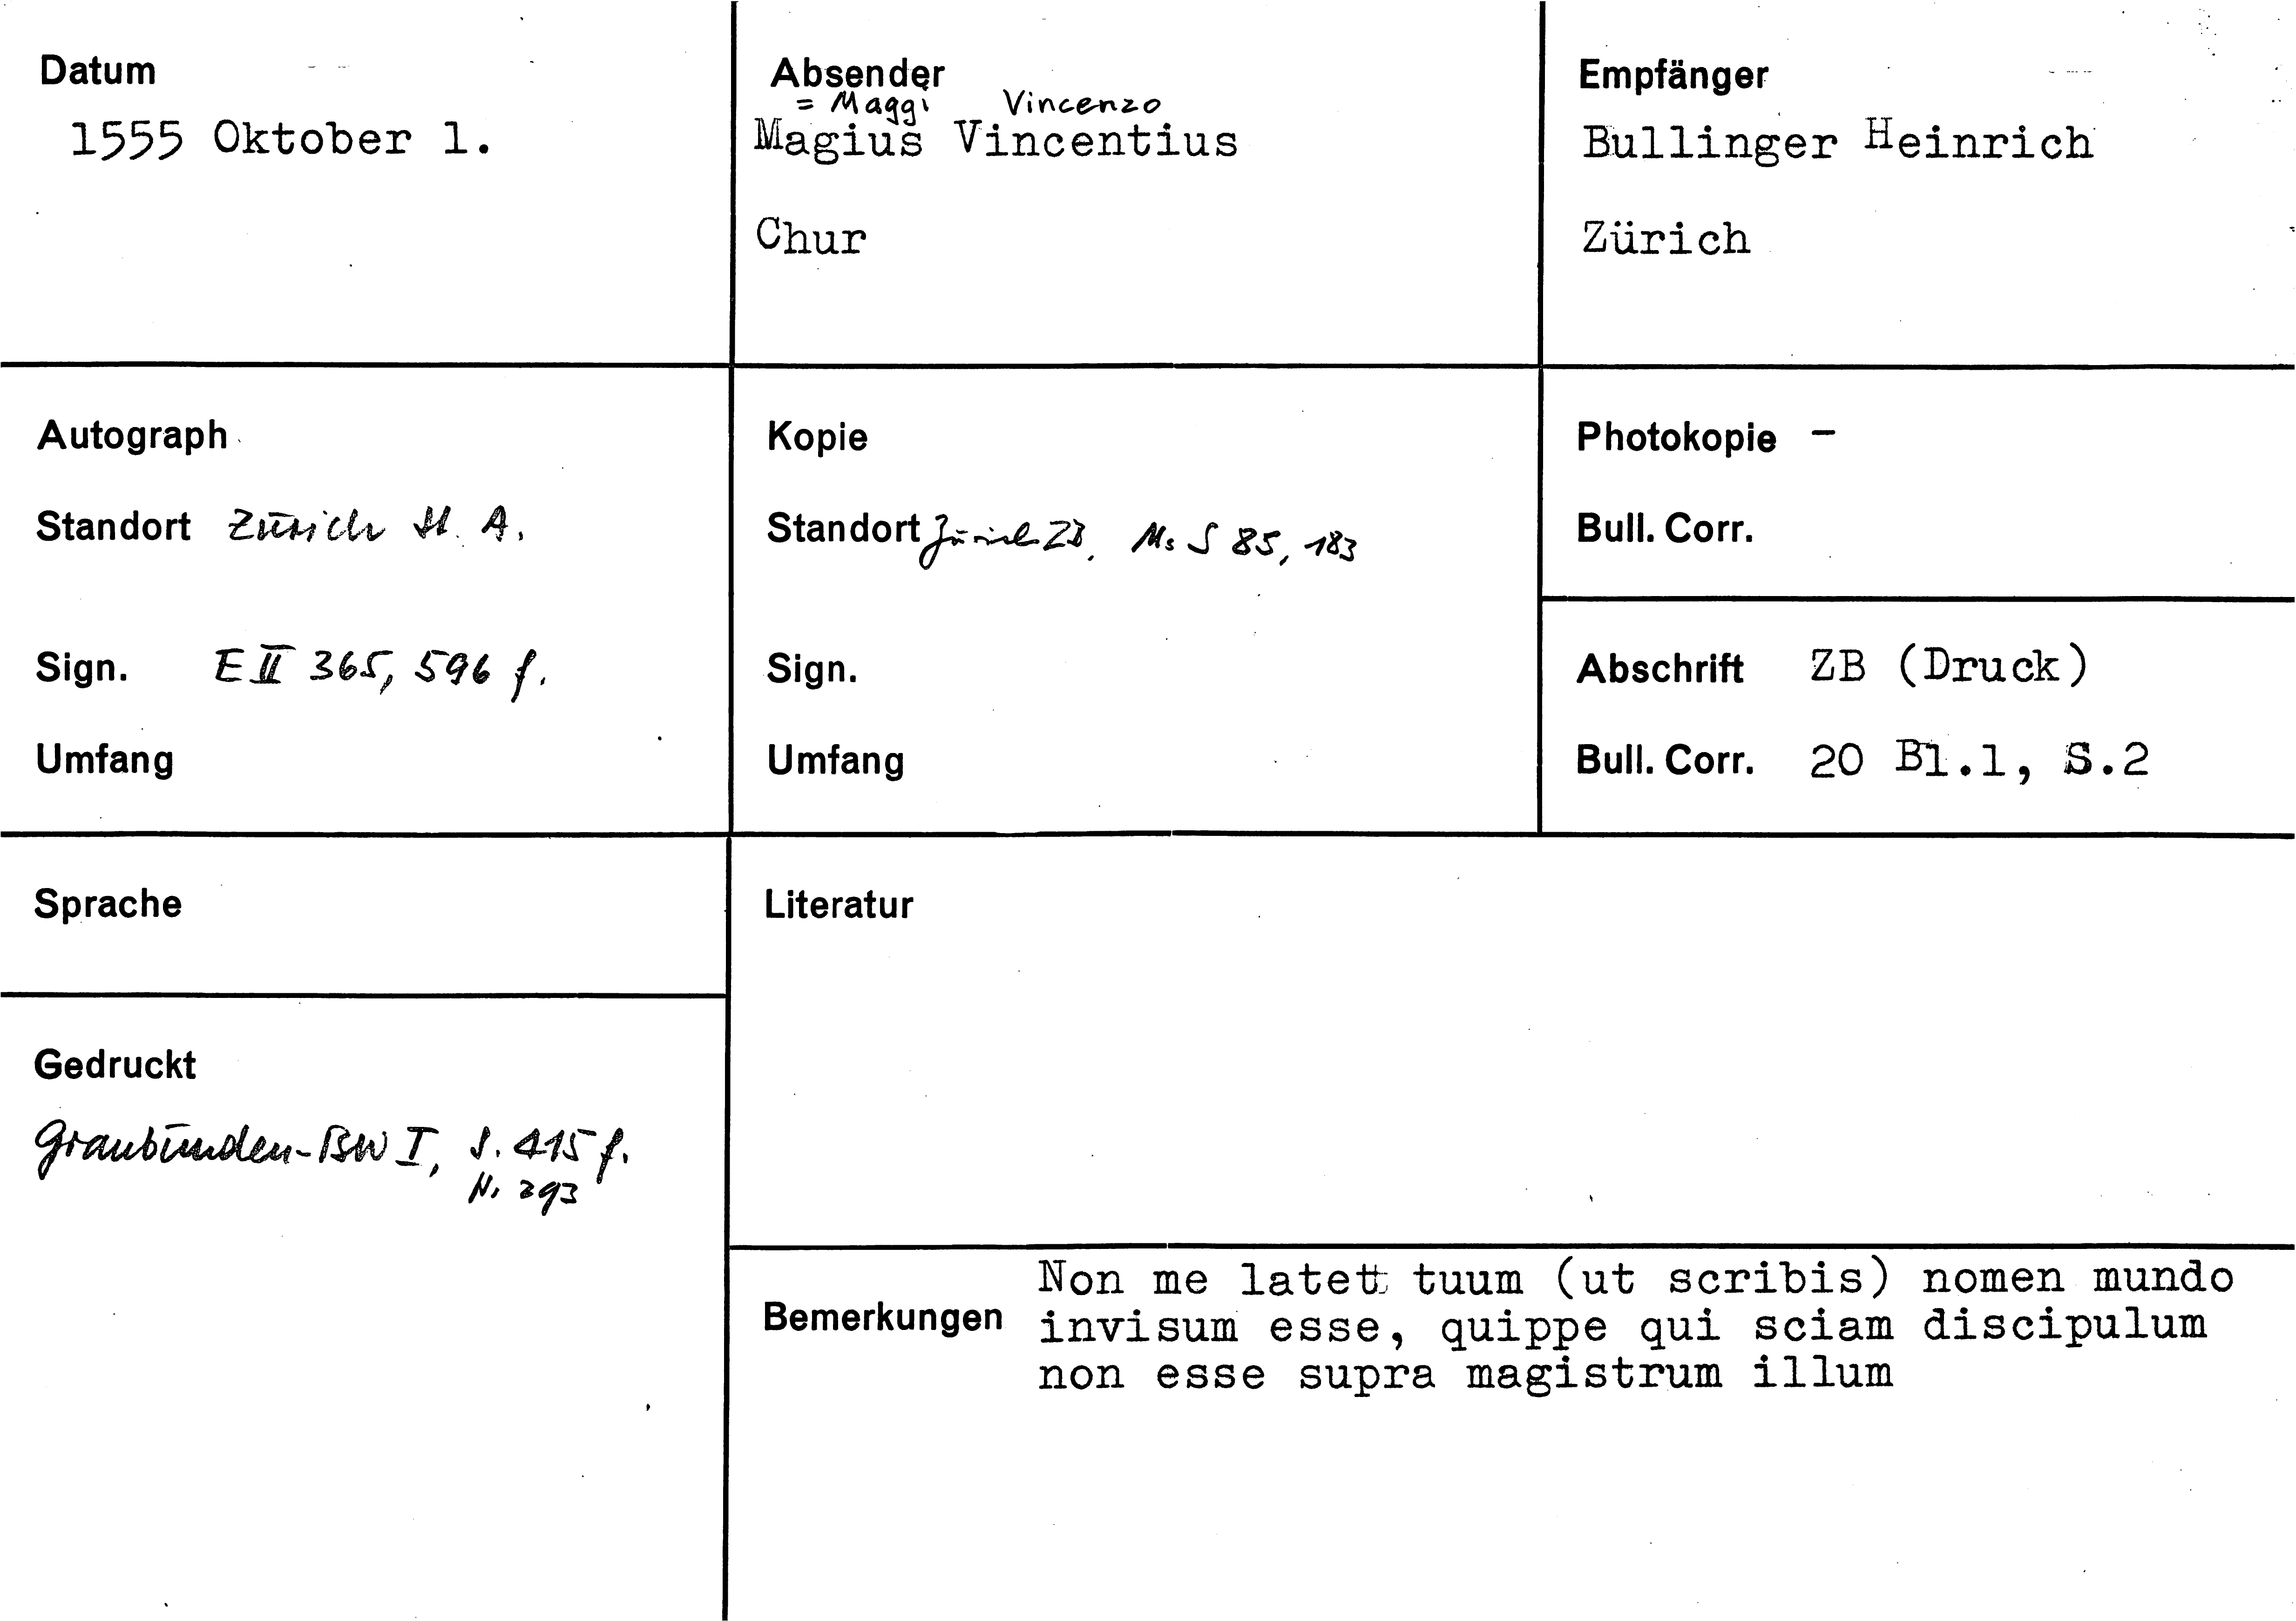 Datum
1555 Oktober 1.
Absender
= Maggi Vincenzo
Magius Vincentius
Chur
Empfänger
Bullinger Heinrich
Zürich
Autograph
Standort Zürich St. A.
Sign. E II 365, 596 f.
Umfang
Kopie
Standort Zürich ZB, Ms S 85, 183
Sign.
Umfang
Photokopie -
Bull. Corr.
Abschrift ZB (Druck)
Bull. Corr. 20 Bl.1, S.2
Sprache
Gedruckt
Graubünden-BW I, S. 415 f.
Nr 293
Literatur
Bemerkungen
Non me latet tuum (ut scribis) nomen mundo
invisum esse, quippe qui sciam discipulum
non esse supra magistrum illum